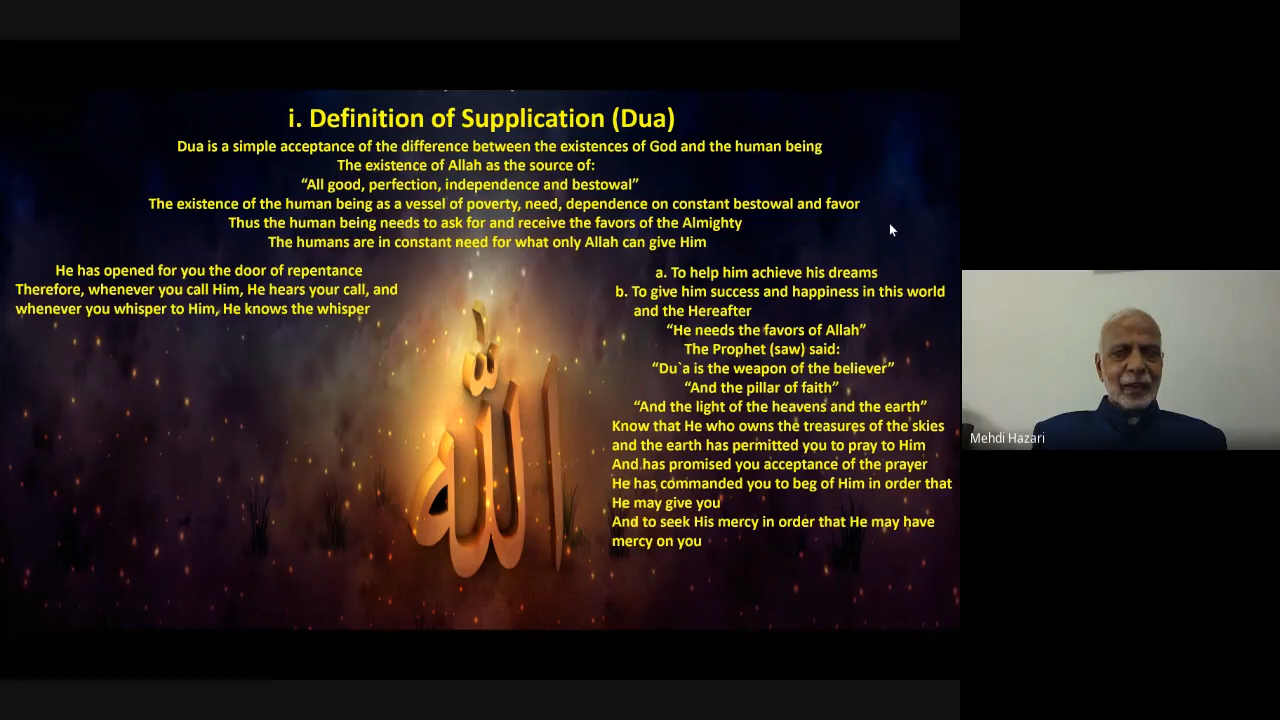 i. Definition of Supplication (Dua)
Dua is a simple acceptance of the difference between the existences of God and the human being
The existence of Allah as the source of:
“All good, perfection, independence and bestowal”
The existence of the human being as a vessel of poverty, need, dependence on constant bestowal and favor
Thus the human being needs to ask for and receive the favors of the Almighty
The humans are in constant need for what only Allah can give Him
He has opened for you the door of repentance
Therefore, whenever you call Him, He hears your call, and
whenever you whisper to Him, He knows the whisper
a. To help him achieve his dreams
b. To give him success and happiness in this world
and the Hereafter
“He needs the favors of Allah”
The Prophet (saw) said:
“Du`a is the weapon of the believer”
“And the pillar of faith”
“And the light of the heavens and the earth”
Know that He who owns the treasures of the skies
and the earth has permitted you to pray to Him
And has promised you acceptance of the prayer
He has commanded you to beg of Him in order that
He may give you
And to seek His mercy in order that He may have
mercy on you
الله
Mehdi Hazari